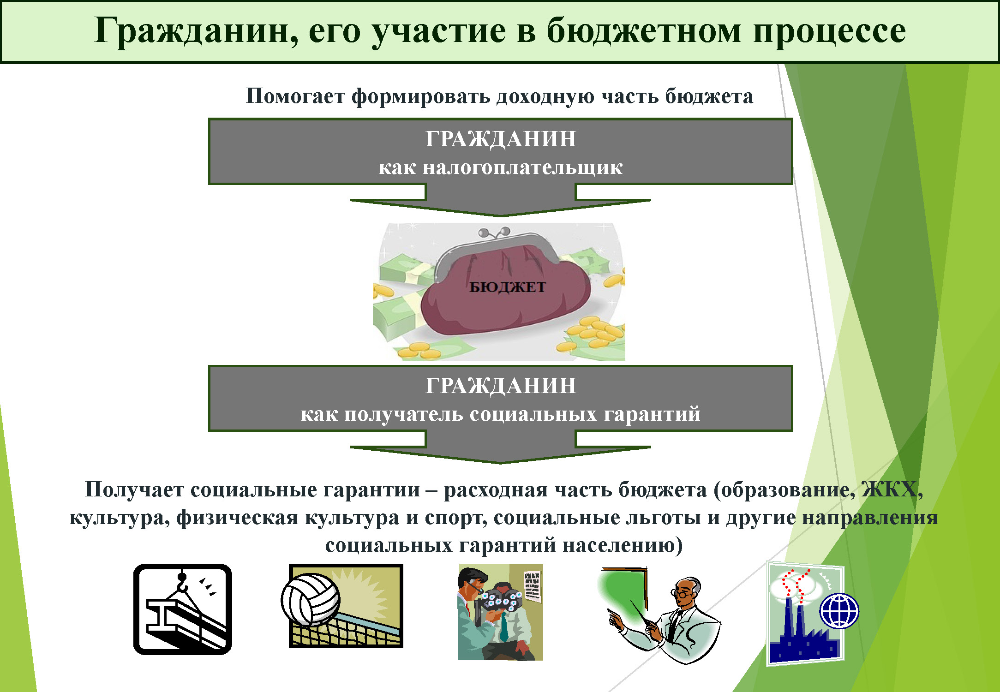 Гражданин, его участие в бюджетном процессе
Помогает формировать доходную часть бюджета
ГРАЖДАНИН
как налогоплательщик
БЮДЖЕТ
ГРАЖДАНИН
как получатель социальных гарантий
Получает социальные гарантии – расходная часть бюджета (образование, ЖКХ,
культура, физическая культура и спорт, социальные льготы и другие направления
социальных гарантий населению)